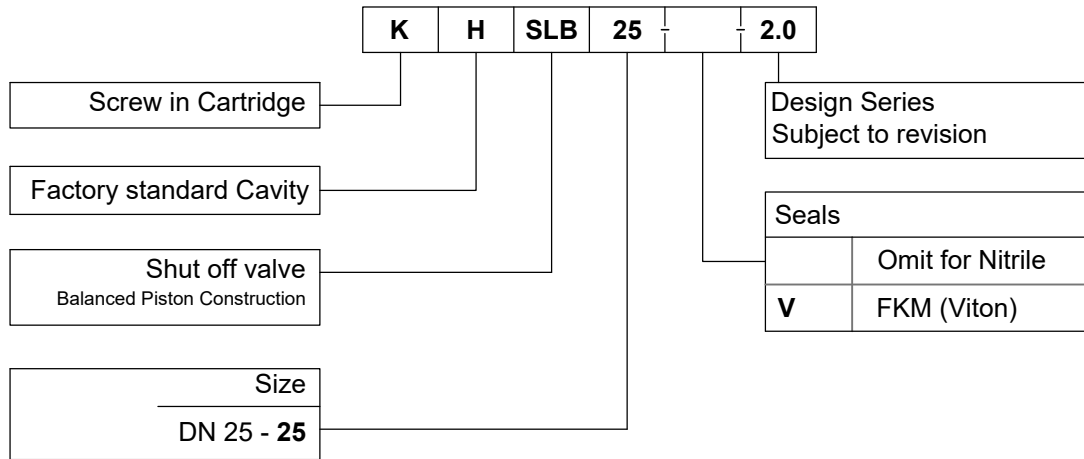 K H SLB 25 - - 2.0
Screw in Cartridge
Factory standard Cavity
Shut off valve
Balanced Piston Construction
Size
DN 25 - 25
Design Series
Subject to revision
Seals
Omit for Nitrile
V FKM (Viton)